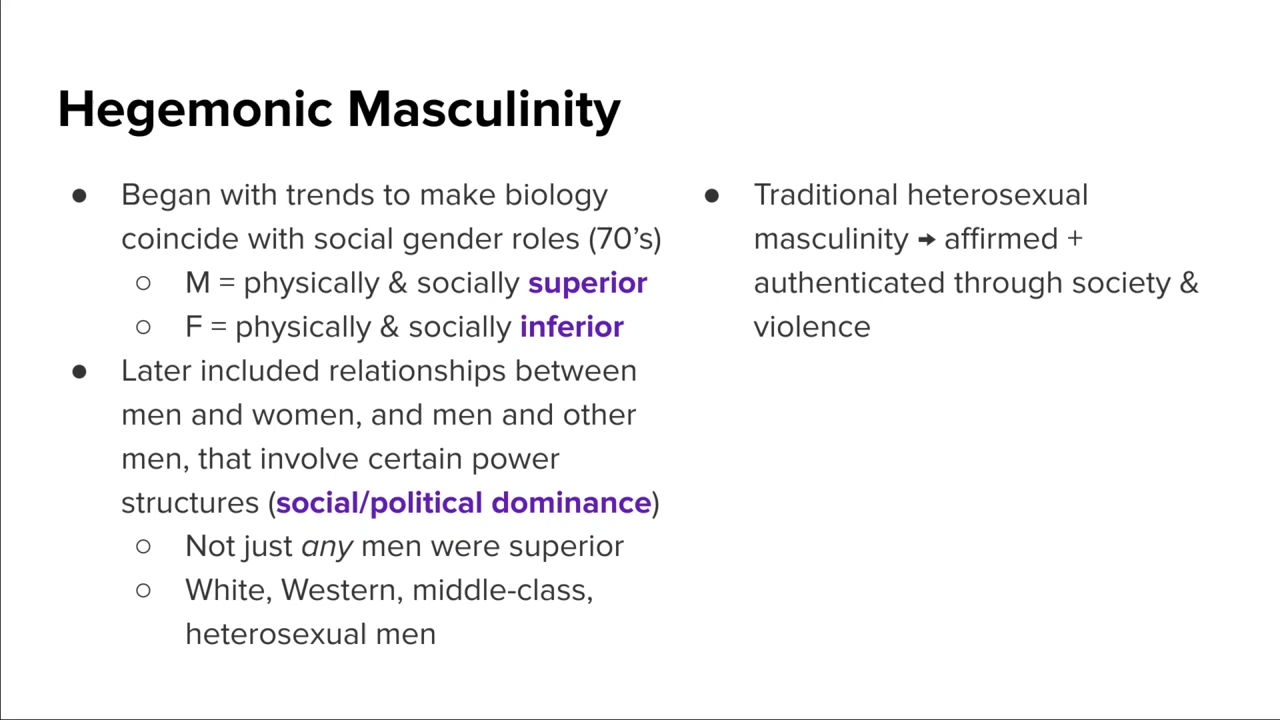 Hegemonic Masculinity
● Began with trends to make biology
coincide with social gender roles (70’s)
○ M = physically & socially superior
○ F = physically & socially inferior
● Later included relationships between
men and women, and men and other
men, that involve certain power
structures (social/political dominance)
○ Not just any men were superior
○ White, Western, middle-class,
heterosexual men
● Traditional heterosexual
masculinity → affirmed +
authenticated through society &
violence